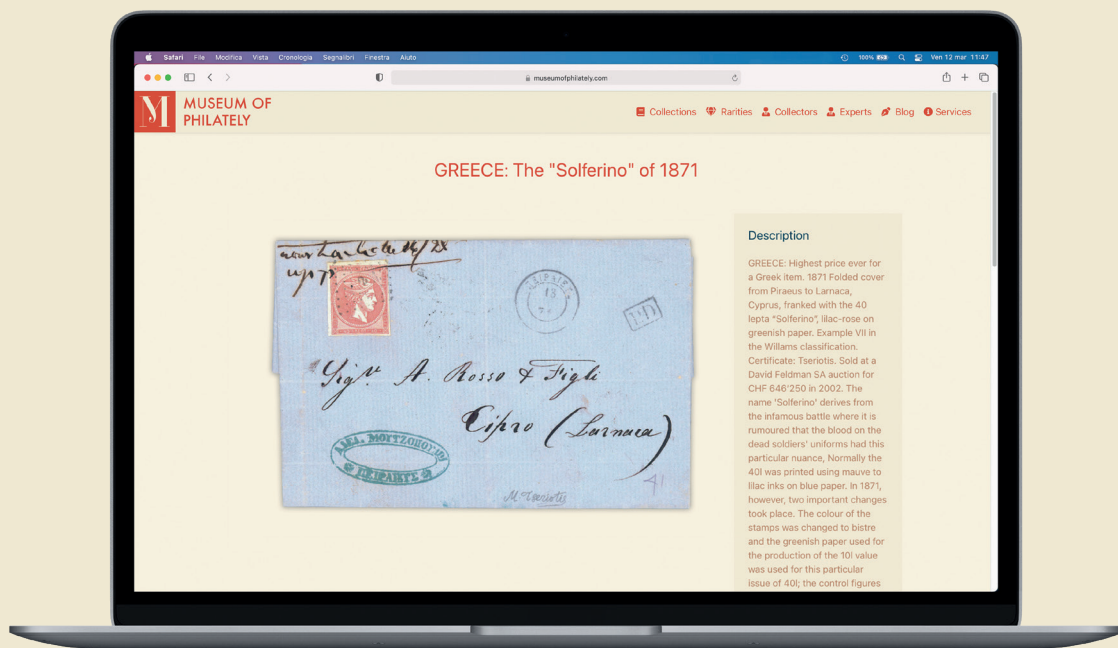 Safari File Modifica Vista Cronologia Segnalibri Finestra Aiuto 100% Ven 12 mar 11:47
museumofphilately.com
M MUSEUM OF
PHILATELY
Collections Rarities Collectors Experts Blog Services
GREECE: The "Solferino" of 1871
PD
Sigri A. Rosso & Figli
Cipro (Larnaca)
ΠΕΙΡΑΙΕΥΣ
M Tseriotis
Description
GREECE: Highest price ever for
a Greek item. 1871 Folded cover
from Piraeus to Larnaca,
Cyprus, franked with the 40
lepta “Solferino”, lilac-rose on
greenish paper. Example VII in
the Willams classification.
Certificate: Tseriotis. Sold at a
David Feldman SA auction for
CHF 646'250 in 2002. The
name 'Solferino' derives from
the infamous battle where it is
rumoured that the blood on the
dead soldiers' uniforms had this
particular nuance, Normally the
40l was printed using mauve to
lilac inks on blue paper. In 1871,
however, two important changes
took place. The colour of the
stamps was changed to bistre
and the greenish paper used for
the production of the 10l value
was used for this particular
issue of 40l; the control figures